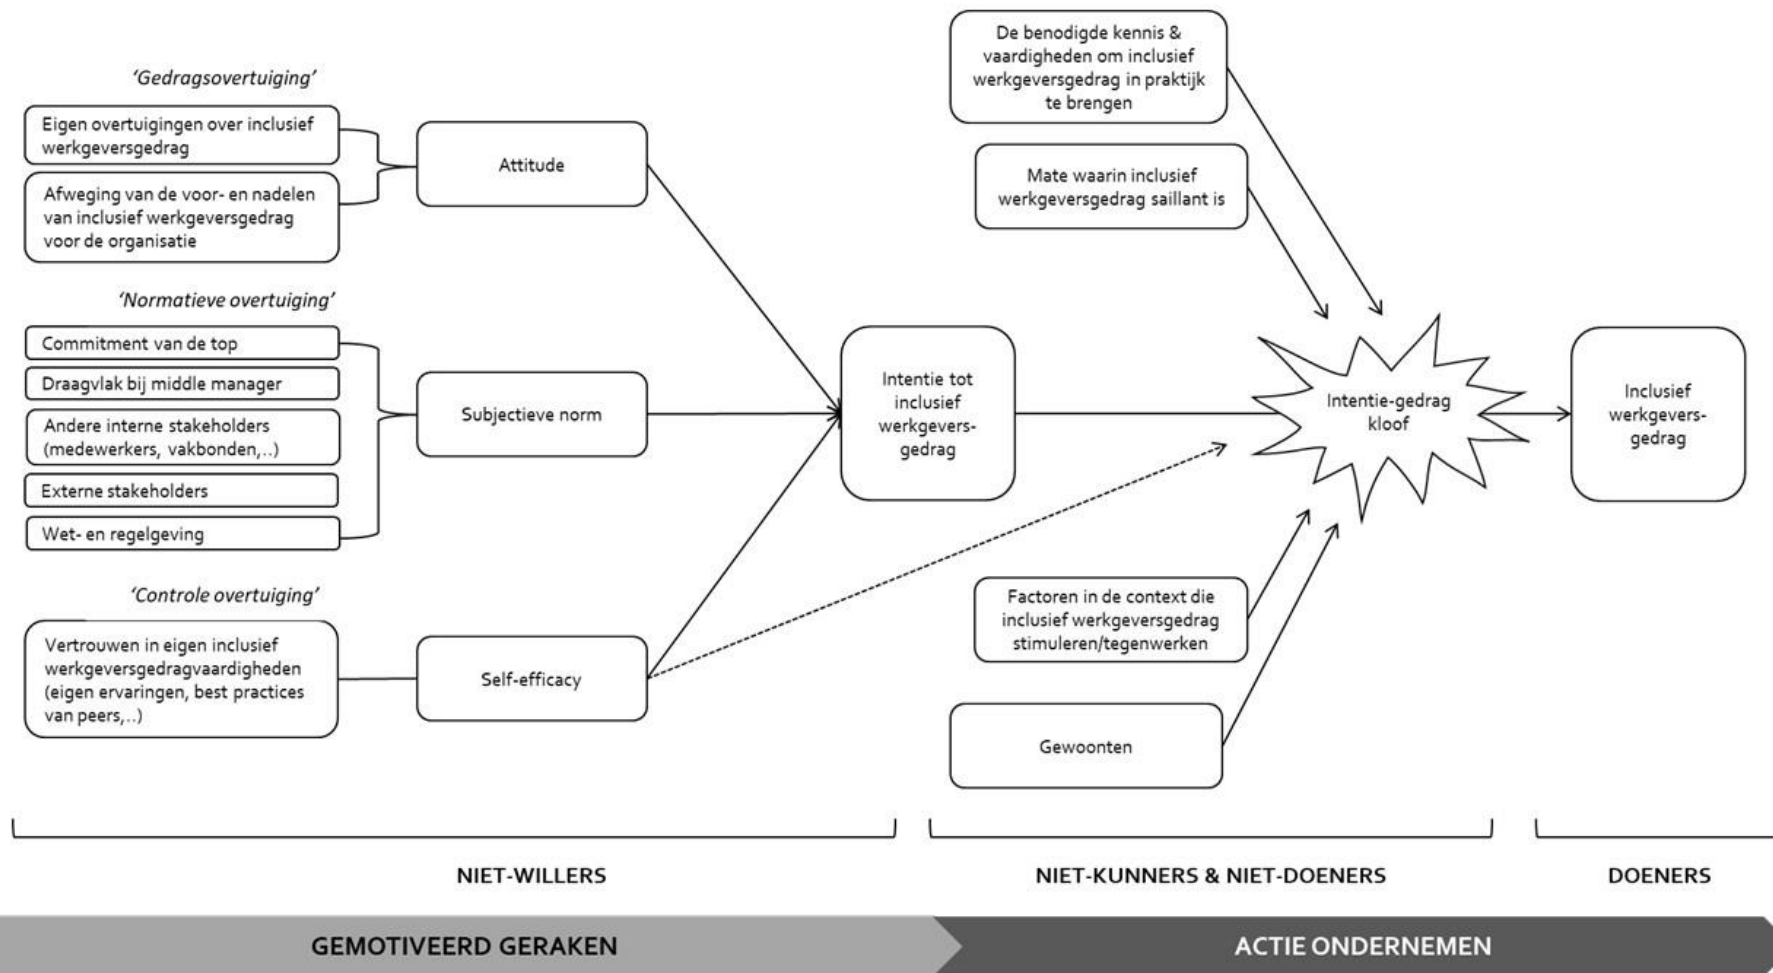 'Gedragsovertuiging'
Eigen overtuigingen over inclusief
werkgeversgedrag
Afweging van de voor- en nadelen
van inclusief werkgeversgedrag
voor de organisatie
Attitude
'Normatieve overtuiging'
Commitment van de top
Draagvlak bij middle manager
Andere interne stakeholders
(medewerkers, vakbonden,..)
Externe stakeholders
Wet- en regelgeving
Subjectieve norm
'Controle overtuiging'
Vertrouwen in eigen inclusief
werkgeversgedragvaardigheden
(eigen ervaringen, best practices
van peers,..)
Self-efficacy
Intentie tot
inclusief
werkgevers-
gedrag
De benodigde kennis &
vaardigheden om inclusief
werkgeversgedrag in praktijk
te brengen
Mate waarin inclusief
werkgeversgedrag saillant is
Intentie-gedrag
kloof
Factoren in de context die
inclusief werkgeversgedrag
stimuleren/tegenwerken
Gewoonten
Inclusief
werkgevers-
gedrag
NIET-WILLERS
NIET-KUNNERS & NIET-DOENERS
DOENERS
GEMOTIVEERD GERAKEN
ACTIE ONDERNEMEN